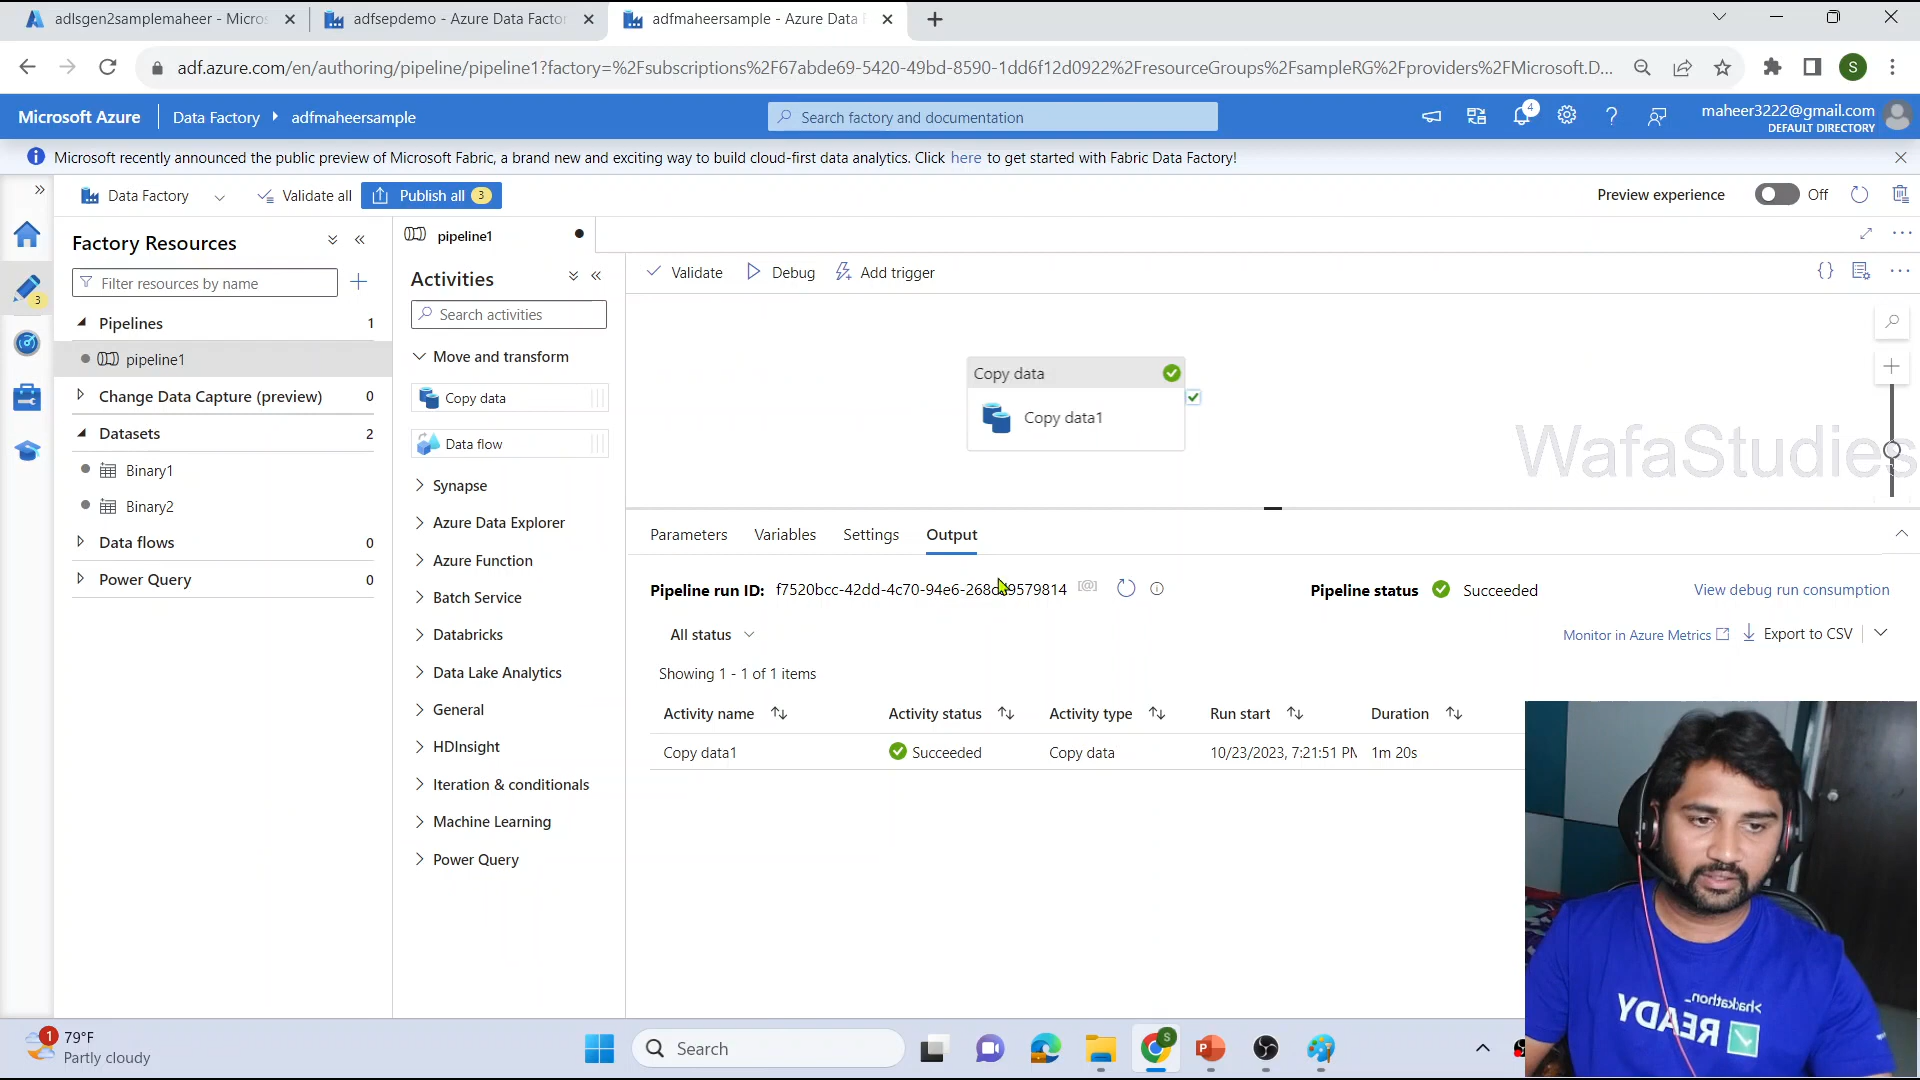 adlsgen2samplemaheer - Micros
adfsepdemo - Azure Data Factor
adfmaheersample - Azure Data F
adf.azure.com/en/authoring/pipeline/pipeline1?factory=%2Fsubscriptions%2F67abde69-5420-49bd-8590-1dd6f12d0922%2FresourceGroups%2FsampleRG%2Fproviders%2FMicrosoft.D...
S
Microsoft Azure
Data Factory
adfmaheersample
Search factory and documentation
4
maheer3222@gmail.com
DEFAULT DIRECTORY
Microsoft recently announced the public preview of Microsoft Fabric, a brand new and exciting way to build cloud-first data analytics. Click here to get started with Fabric Data Factory!
Data Factory
Validate all
Publish all 3
Preview experience
Off
Factory Resources
pipeline1
Filter resources by name
3
Pipelines 1
pipeline1
Change Data Capture (preview) 0
Datasets 2
Binary1
Binary2
Data flows 0
Power Query 0
Activities
Search activities
Move and transform
Copy data
Data flow
Synapse
Azure Data Explorer
Azure Function
Batch Service
Databricks
Data Lake Analytics
General
HDInsight
Iteration & conditionals
Machine Learning
Power Query
Validate
Debug
Add trigger
Copy data
Copy data1
WafaStudies
Parameters
Variables
Settings
Output
Pipeline run ID:
Pipeline status
Succeeded
View debug run consumption
All status
Monitor in Azure Metrics
Export to CSV
Showing 1 - 1 of 1 items
Activity name
Activity status
Activity type
Run start
Duration
Copy data1
Succeeded
Copy data
10/23/2023, 7:21:51 PM
1m 20s
>hackathon_
READY
1
79°F
Partly cloudy
Search
S